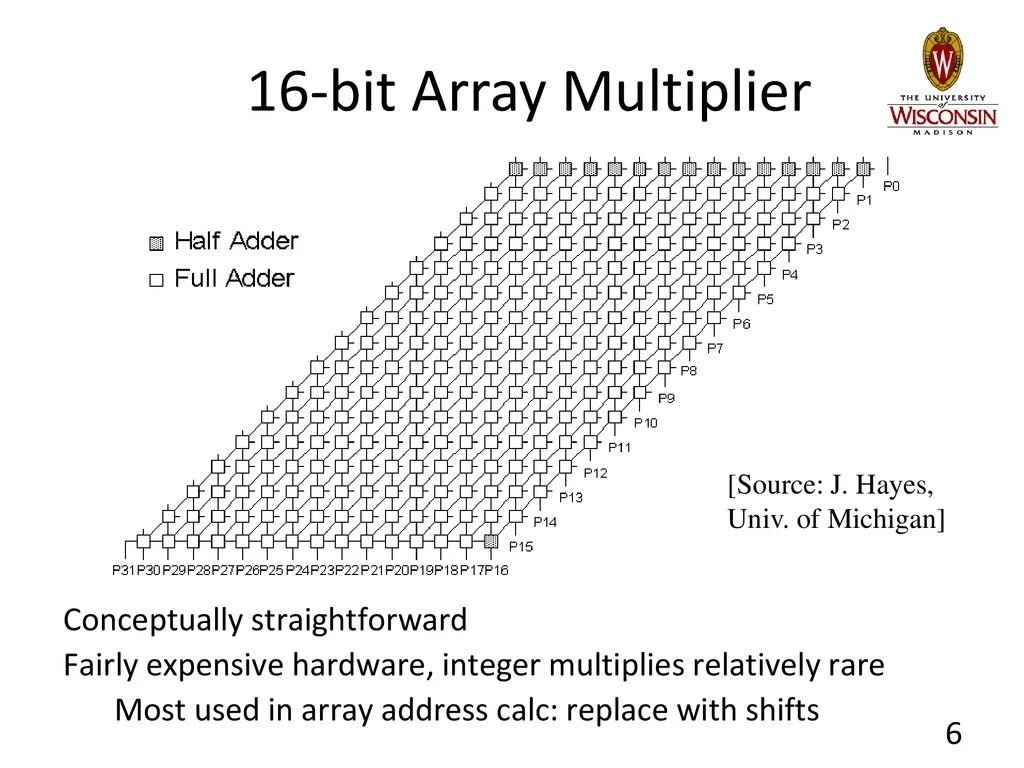 16-bit Array Multiplier
W
THE UNIVERSITY
of
WISCONSIN
MADISON
P0
P1
P2
Half Adder
P3
Full Adder
P4
P5
P6
P7
P8
P9
P10
P11
P12
[Source: J. Hayes,
P13
Univ. of Michigan]
P14
P15
P31 P30 P29 P28 P27 P26 P25 P24 P23 P22 P21 P20 P19 P18 P17 P16
Conceptually straightforward
Fairly expensive hardware, integer multiplies relatively rare
Most used in array address calc: replace with shifts
6